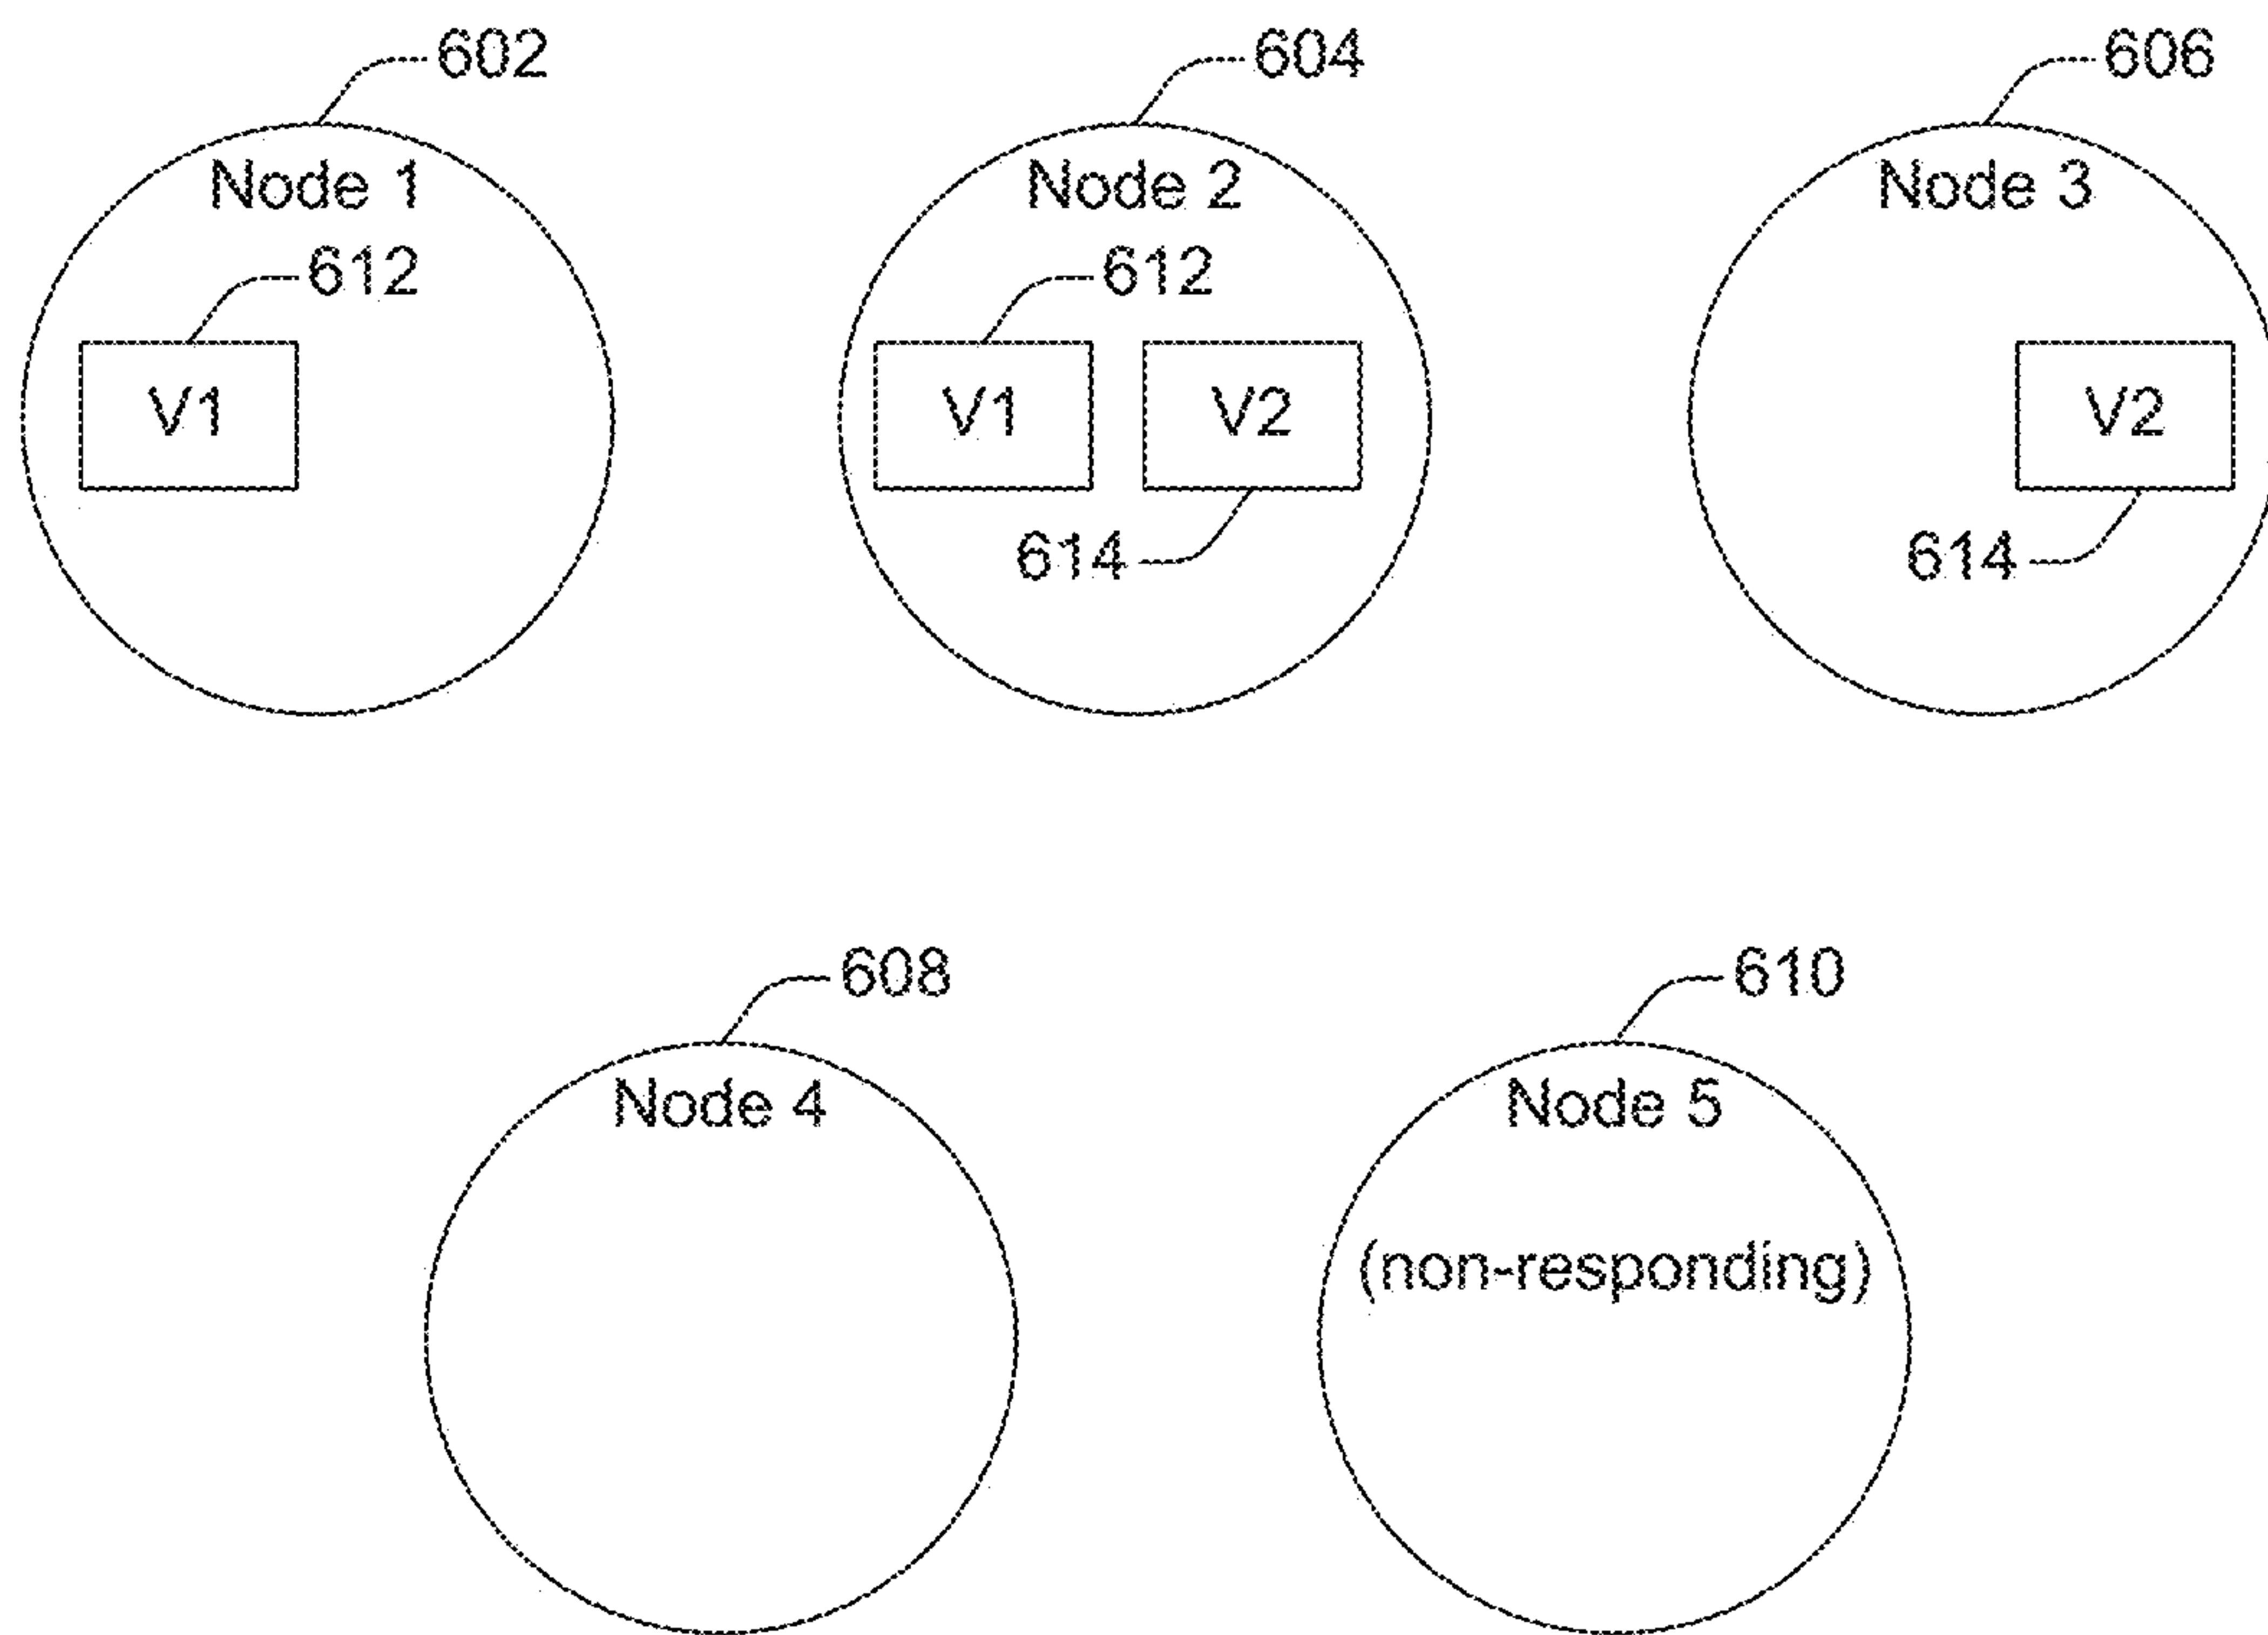 602
604
606
Node 1
Node 2
Node 3
612
612
V1
V1
V2
V2
614
614
608
610
Node 4
Node 5
(non-responding)